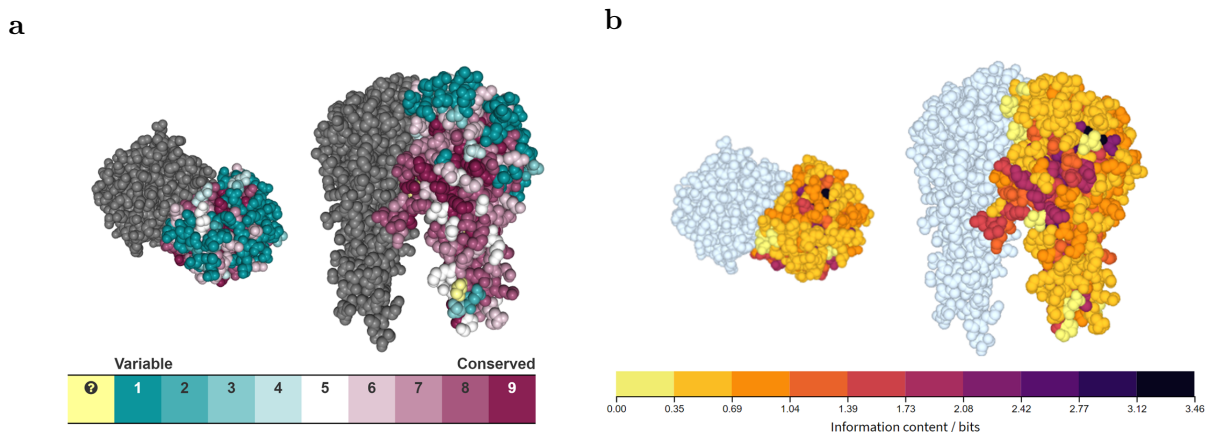 a
b
Variable Conserved
? 1 2 3 4 5 6 7 8 9
0.00 0.35 0.69 1.04 1.39 1.73 2.08 2.42 2.77 3.12 3.46
Information content / bits